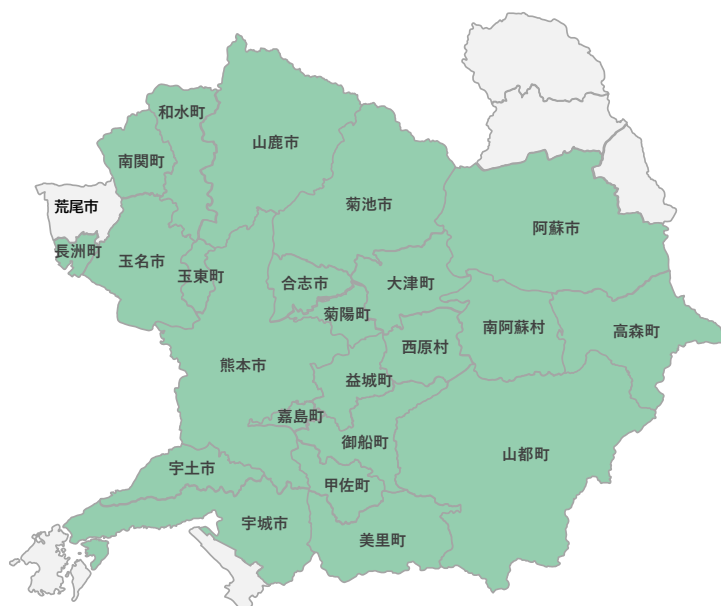 和水町
山鹿市
南関町
荒尾市
菊池市
阿蘇市
長洲町
玉名市
玉東町
合志市
大津町
菊陽町
南阿蘇村
高森町
西原村
熊本市
益城町
嘉島町
御船町
山都町
宇土市
甲佐町
宇城市
美里町